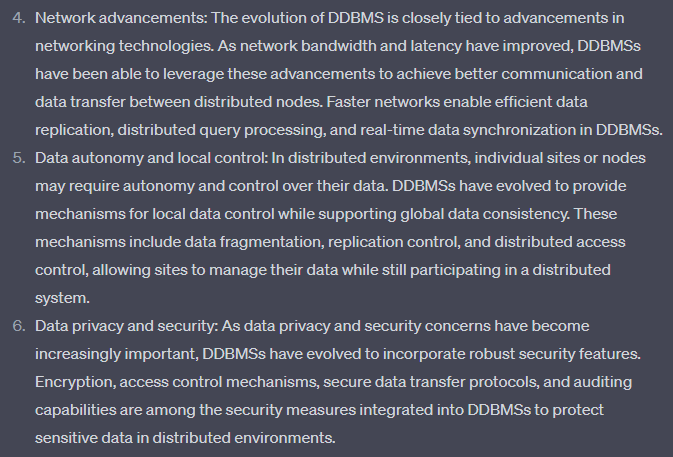 4. Network advancements: The evolution of DDBMS is closely tied to advancements in
networking technologies. As network bandwidth and latency have improved, DDBMSs
have been able to leverage these advancements to achieve better communication and
data transfer between distributed nodes. Faster networks enable efficient data
replication, distributed query processing, and real-time data synchronization in DDBMSs.
5. Data autonomy and local control: In distributed environments, individual sites or nodes
may require autonomy and control over their data. DDBMSs have evolved to provide
mechanisms for local data control while supporting global data consistency. These
mechanisms include data fragmentation, replication control, and distributed access
control, allowing sites to manage their data while still participating in a distributed
system.
6. Data privacy and security: As data privacy and security concerns have become
increasingly important, DDBMSs have evolved to incorporate robust security features.
Encryption, access control mechanisms, secure data transfer protocols, and auditing
capabilities are among the security measures integrated into DDBMSs to protect
sensitive data in distributed environments.